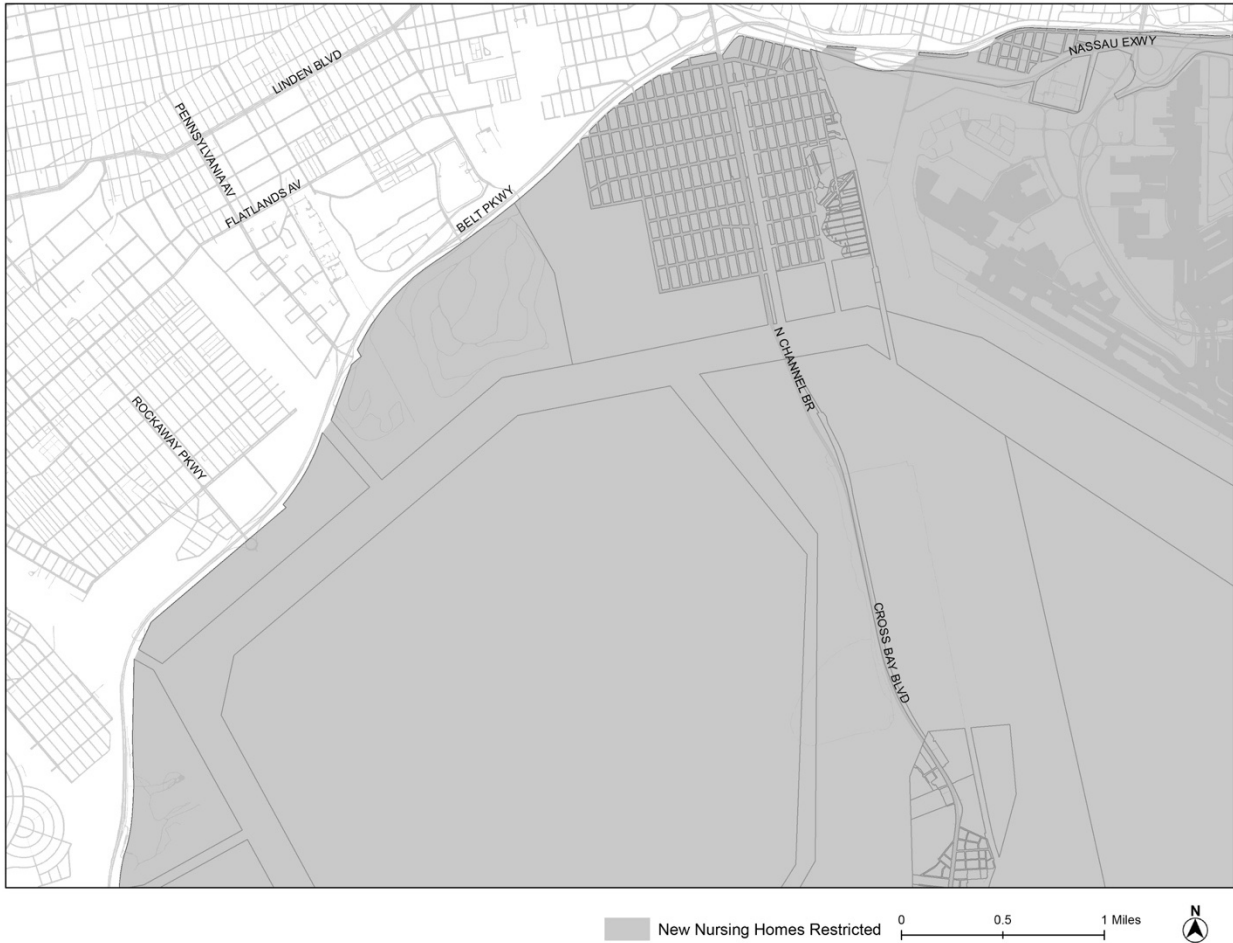 NASSAU EXWY
LINDEN BLVD
PENNSYLVANIA AV
FLATLANDS AV
BELT PKWY
N CHANNEL BR
ROCKAWAY PKWY
CROSS BAY BLVD
New Nursing Homes Restricted
0 0.5 1 Miles
N